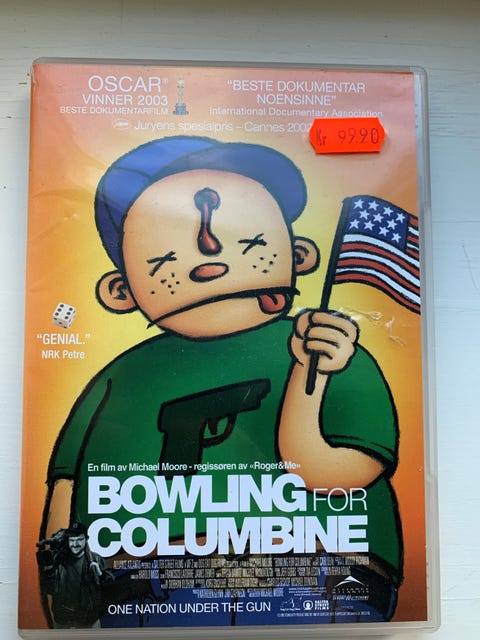 OSCAR®
VINNER 2003
BESTE DOKUMENTARFILM
"BESTE DOKUMENTAR
NOENSINNE"
International Documentary Association
Juryens spesialpris - Cannes 2002
Kr 99.90
"GENIAL."
NRK Petre
En film av Michael Moore - regissøren av «Roger&Me»
BOWLING FOR
COLUMBINE
ONE NATION UNDER THE GUN